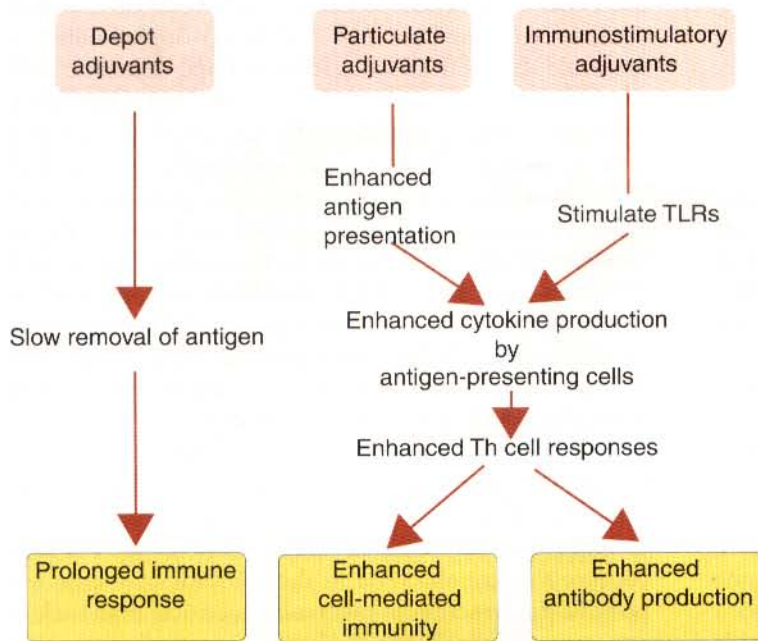 Depot
adjuvants
Particulate
adjuvants
Immunostimulatory
adjuvants
Enhanced
antigen
presentation
Stimulate TLRs
Slow removal of antigen
Enhanced cytokine production
by
antigen-presenting cells
Enhanced Th cell responses
Prolonged immune
response
Enhanced
cell-mediated
immunity
Enhanced
antibody production